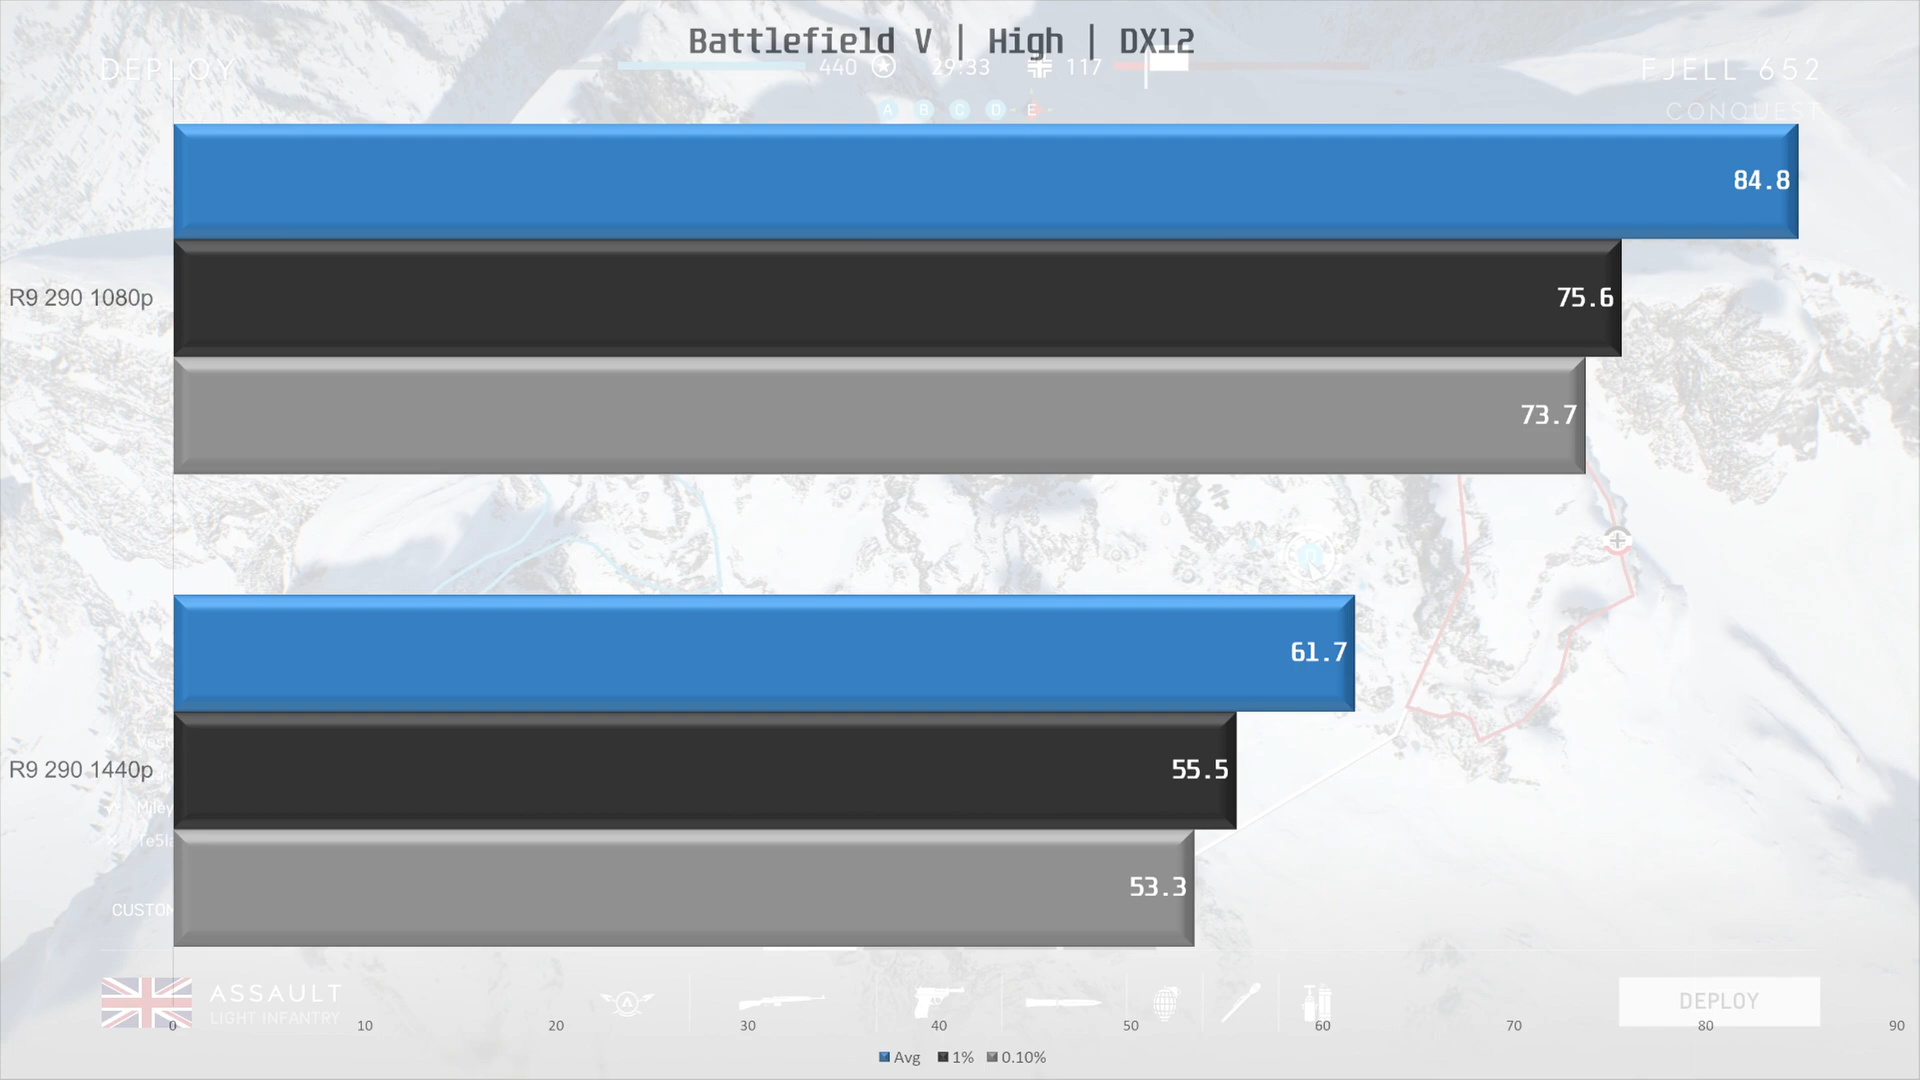 Battlefield V | High | DX12
DEPLOY
440 29:33 117
FJELL 652
CONQUEST
A B C D E
84.8
R9 290 1080p
75.6
73.7
61.7
R9 290 1440p
55.5
53.3
CUSTOM
ASSAULT
LIGHT INFANTRY
DEPLOY
0 10 20 30 40 50 60 70 80 90
Avg 1% 0.10%